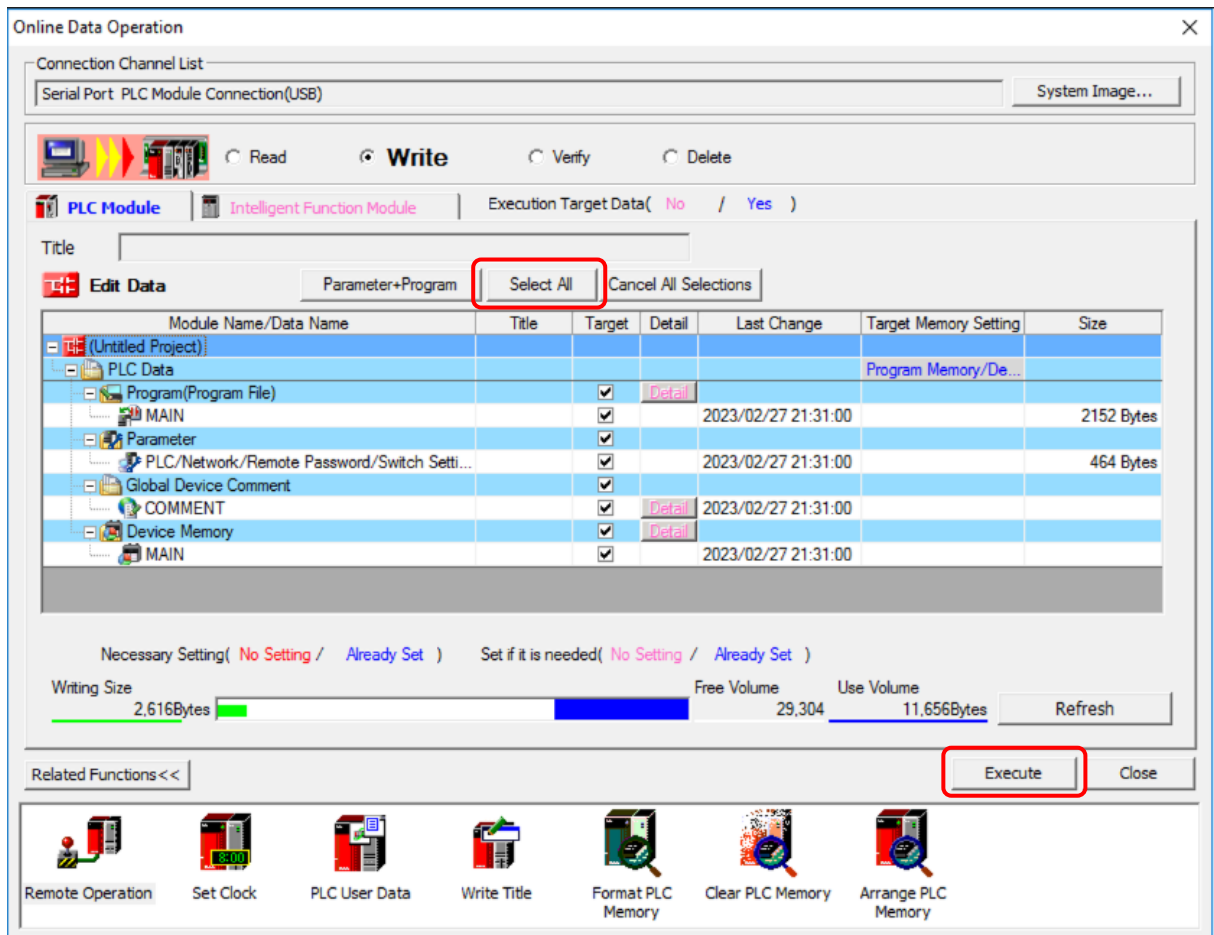 Online Data Operation
Connection Channel List
Serial Port PLC Module Connection(USB)
System Image...
Read
Write
Verify
Delete
PLC Module
Intelligent Function Module
Execution Target Data( No / Yes )
Title
Edit Data
Parameter+Program
Select All
Cancel All Selections
Module Name/Data Name Title Target Detail Last Change Target Memory Setting Size
(Untitled Project)
PLC Data Program Memory/De...
Program(Program File) Detail
MAIN 2023/02/27 21:31:00 2152 Bytes
Parameter
PLC/Network/Remote Password/Switch Setti... 2023/02/27 21:31:00 464 Bytes
Global Device Comment
COMMENT Detail 2023/02/27 21:31:00
Device Memory Detail
MAIN 2023/02/27 21:31:00
Necessary Setting( No Setting / Already Set ) Set if it is needed( No Setting / Already Set )
Writing Size Free Volume Use Volume
2,616Bytes 29,304 11,656Bytes Refresh
Related Functions<<
Execute
Close
8:00
Remote Operation
Set Clock
PLC User Data
Write Title
Format PLC
Memory
Clear PLC Memory
Arrange PLC
Memory